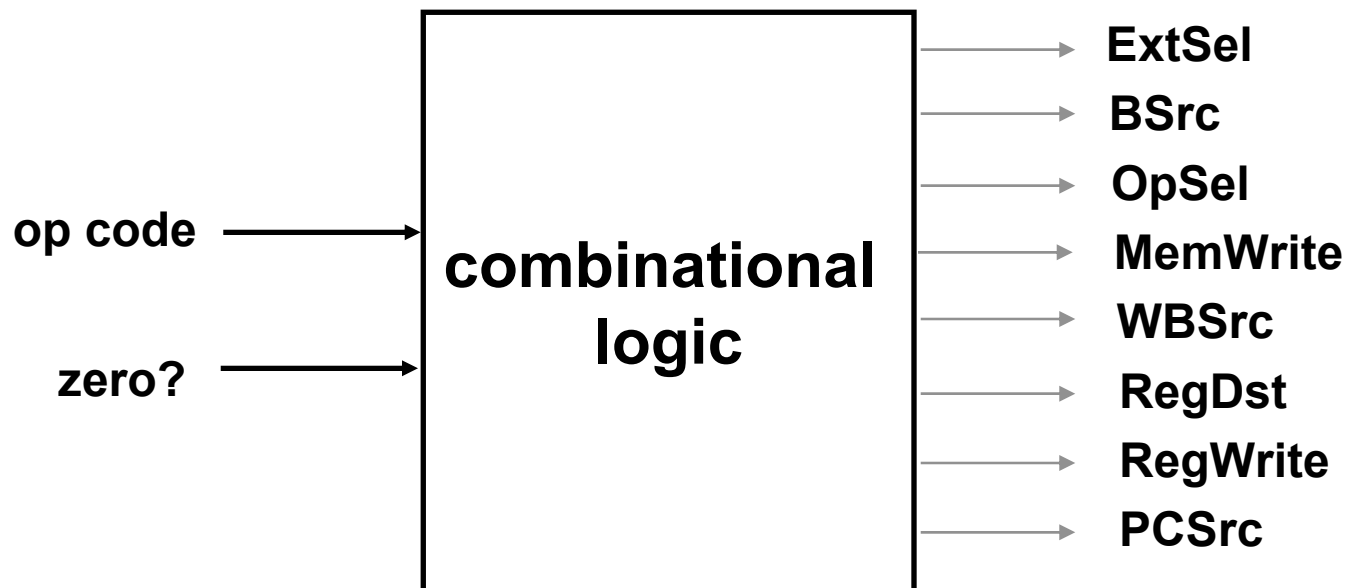 op code
zero?
combinational
logic
ExtSel
BSrc
OpSel
MemWrite
WBSrc
RegDst
RegWrite
PCSrc